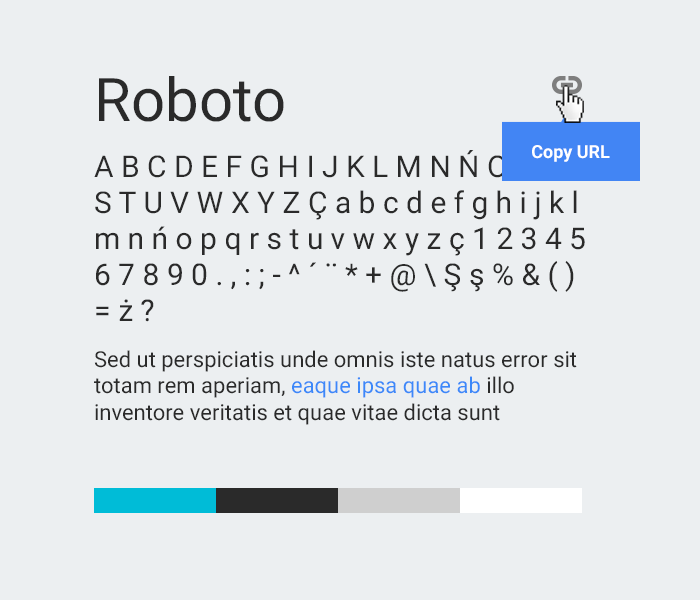 Roboto
Copy URL
A B C D E F G H I J K L M N Ń
S T U V W X Y Z Ç a b c d e f g h i j k l
m n ń o p q r s t u v w x y z ç 1 2 3 4 5
6 7 8 9 0 . , : ; - ^ ´ ¨ * + @ \ Ş ş % & ( )
= ż ?
Sed ut perspiciatis unde omnis iste natus error sit
totam rem aperiam, eaque ipsa quae ab illo
inventore veritatis et quae vitae dicta sunt